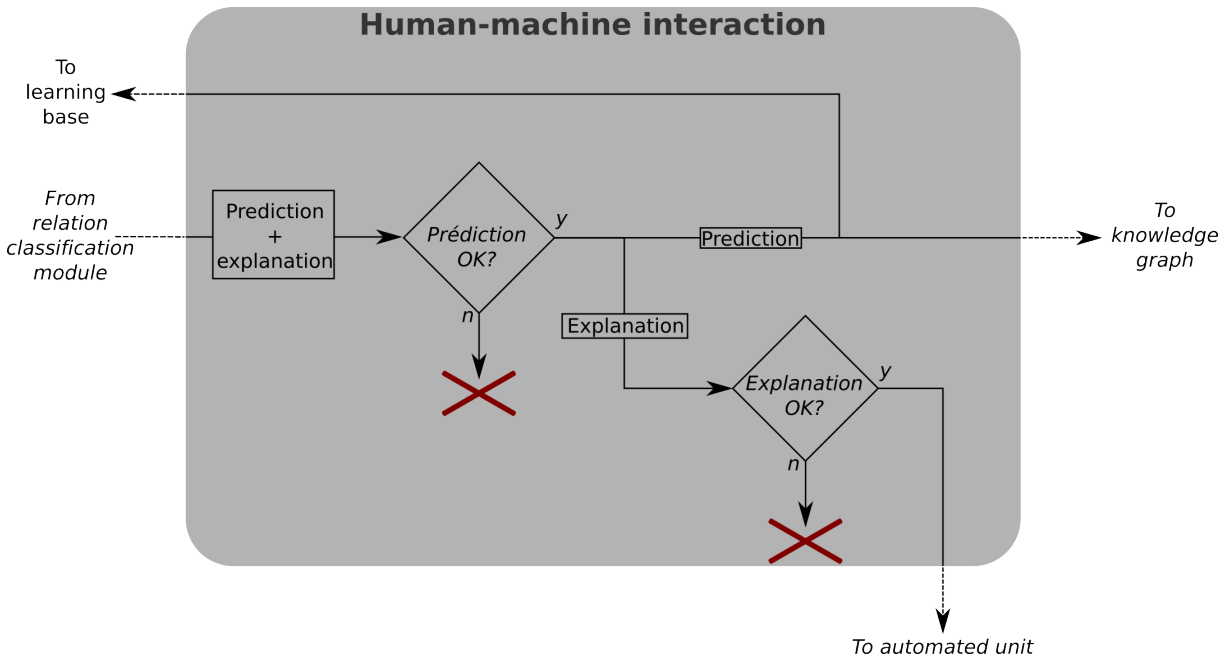 Human-machine interaction
To
learning
base
From
relation
classification
module
Prediction
+
explanation
Prédiction
OK?
y
n
Prediction
To
knowledge
graph
Explanation
Explanation
OK?
y
n
To automated unit